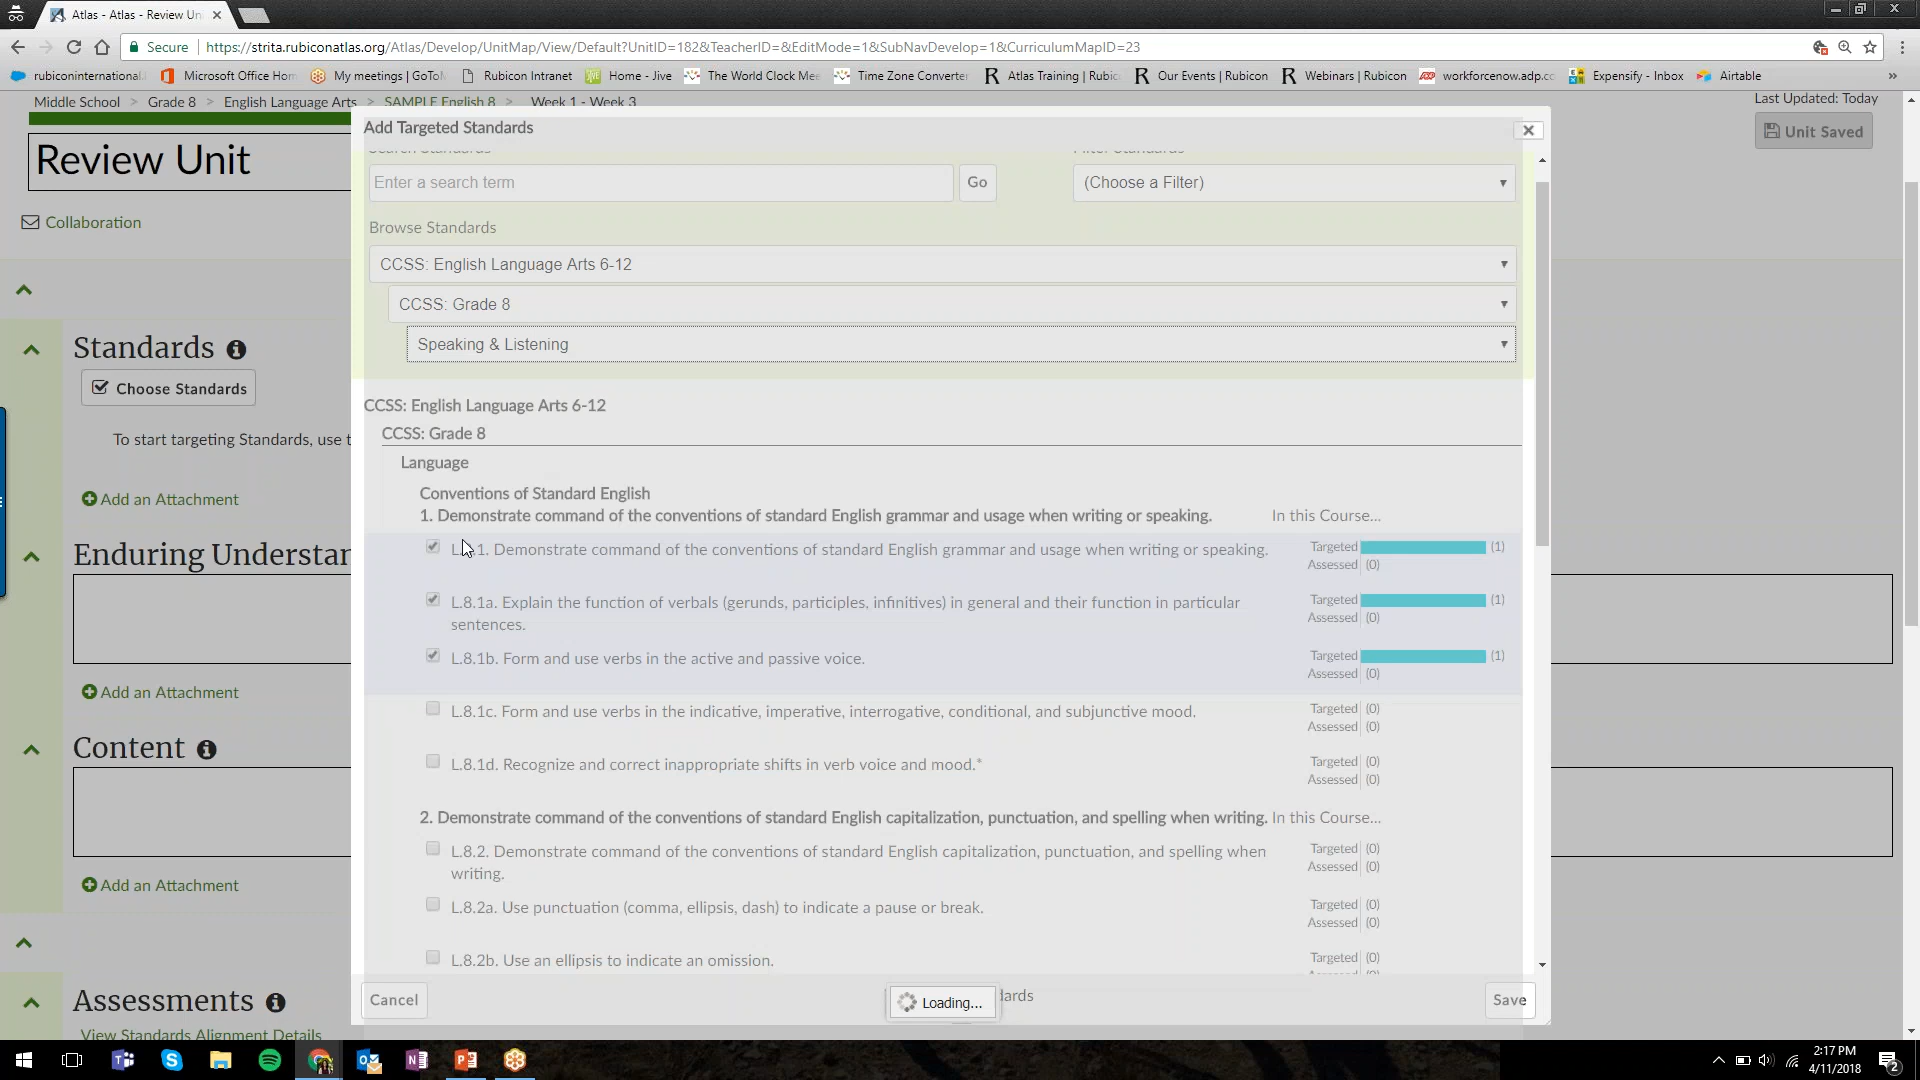 Atlas - Atlas - Review Un
Secure https://strita.rubiconatlas.org/Atlas/Develop/UnitMap/View/Default?UnitID=182&TeacherID=&EditMode=1&SubNavDevelop=1&CurriculumMapID=23
rubiconinternational. Microsoft Office Hom My meetings | GoToM Rubicon Intranet Home - Jive The World Clock Mee Time Zone Converter Atlas Training | Rubic Our Events | Rubicon Webinars | Rubicon workforcenow.adp.co Expensify - Inbox Airtable »
Middle School > Grade 8 > English Language Arts > SAMPLE English 8 > Week 1 - Week 3
Last Updated: Today
Unit Saved
Review Unit
Collaboration
Standards
Choose Standards
To start targeting Standards, use t
Add an Attachment
Enduring Understan
Add an Attachment
Content
Add an Attachment
Assessments
View Standards Alignment Details
Add Targeted Standards
Search Standards
Filter Standards
Enter a search term
Go
(Choose a Filter)
Browse Standards
CCSS: English Language Arts 6-12
CCSS: Grade 8
Speaking & Listening
CCSS: English Language Arts 6-12
CCSS: Grade 8
Language
Conventions of Standard English
1. Demonstrate command of the conventions of standard English grammar and usage when writing or speaking. In this Course...
L.8.1. Demonstrate command of the conventions of standard English grammar and usage when writing or speaking.
Targeted (1)
Assessed (0)
L.8.1a. Explain the function of verbals (gerunds, participles, infinitives) in general and their function in particular
sentences.
Targeted (1)
Assessed (0)
L.8.1b. Form and use verbs in the active and passive voice.
Targeted (1)
Assessed (0)
L.8.1c. Form and use verbs in the indicative, imperative, interrogative, conditional, and subjunctive mood.
Targeted (0)
Assessed (0)
L.8.1d. Recognize and correct inappropriate shifts in verb voice and mood.*
Targeted (0)
Assessed (0)
2. Demonstrate command of the conventions of standard English capitalization, punctuation, and spelling when writing. In this Course...
L.8.2. Demonstrate command of the conventions of standard English capitalization, punctuation, and spelling when
writing.
Targeted (0)
Assessed (0)
L.8.2a. Use punctuation (comma, ellipsis, dash) to indicate a pause or break.
Targeted (0)
Assessed (0)
L.8.2b. Use an ellipsis to indicate an omission.
Targeted (0)
Cancel
Loading...
dards
Save
2:17 PM
4/11/2018
2